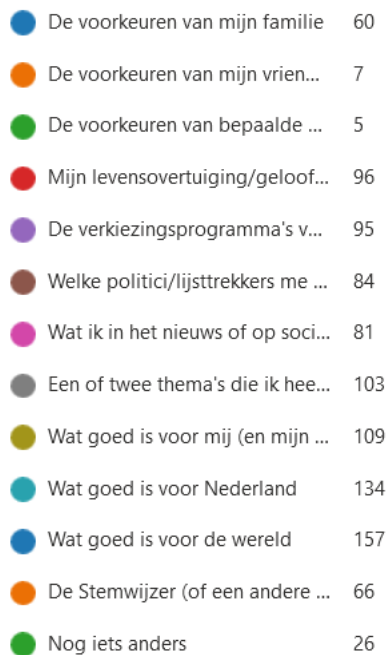 De voorkeuren van mijn familie 60
De voorkeuren van mijn vrien... 7
De voorkeuren van bepaalde ... 5
Mijn levensovertuiging/geloof... 96
De verkiezingsprogramma's v... 95
Welke politici/lijsttrekkers me ... 84
Wat ik in het nieuws of op soci... 81
Een of twee thema's die ik hee... 103
Wat goed is voor mij (en mijn ... 109
Wat goed is voor Nederland 134
Wat goed is voor de wereld 157
De Stemwijzer (of een andere ... 66
Nog iets anders 26